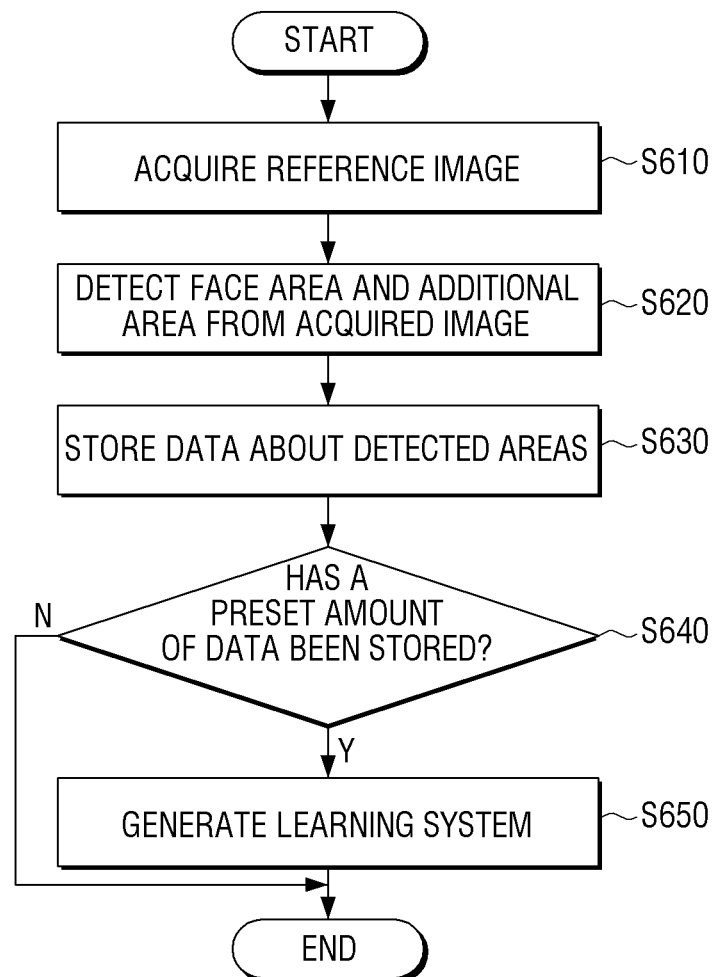 START
ACQUIRE REFERENCE IMAGE
S610
DETECT FACE AREA AND ADDITIONAL
AREA FROM ACQUIRED IMAGE
S620
STORE DATA ABOUT DETECTED AREAS
S630
HAS A
PRESET AMOUNT
OF DATA BEEN STORED?
N
S640
Y
GENERATE LEARNING SYSTEM
S650
END